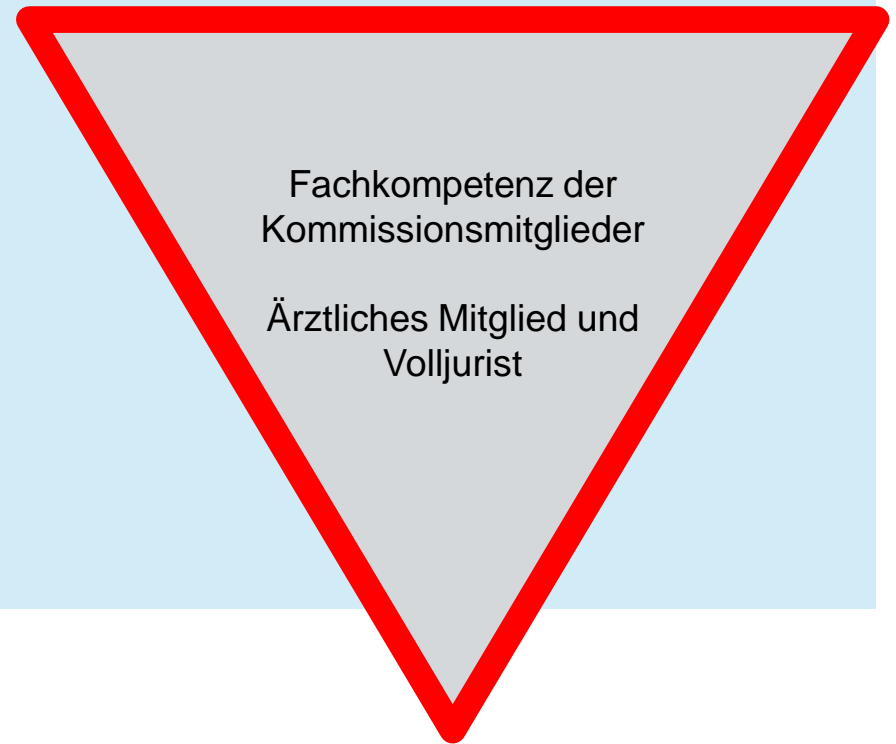 Fachkompetenz der
Kommissionsmitglieder
Ärztliches Mitglied und
Volljurist